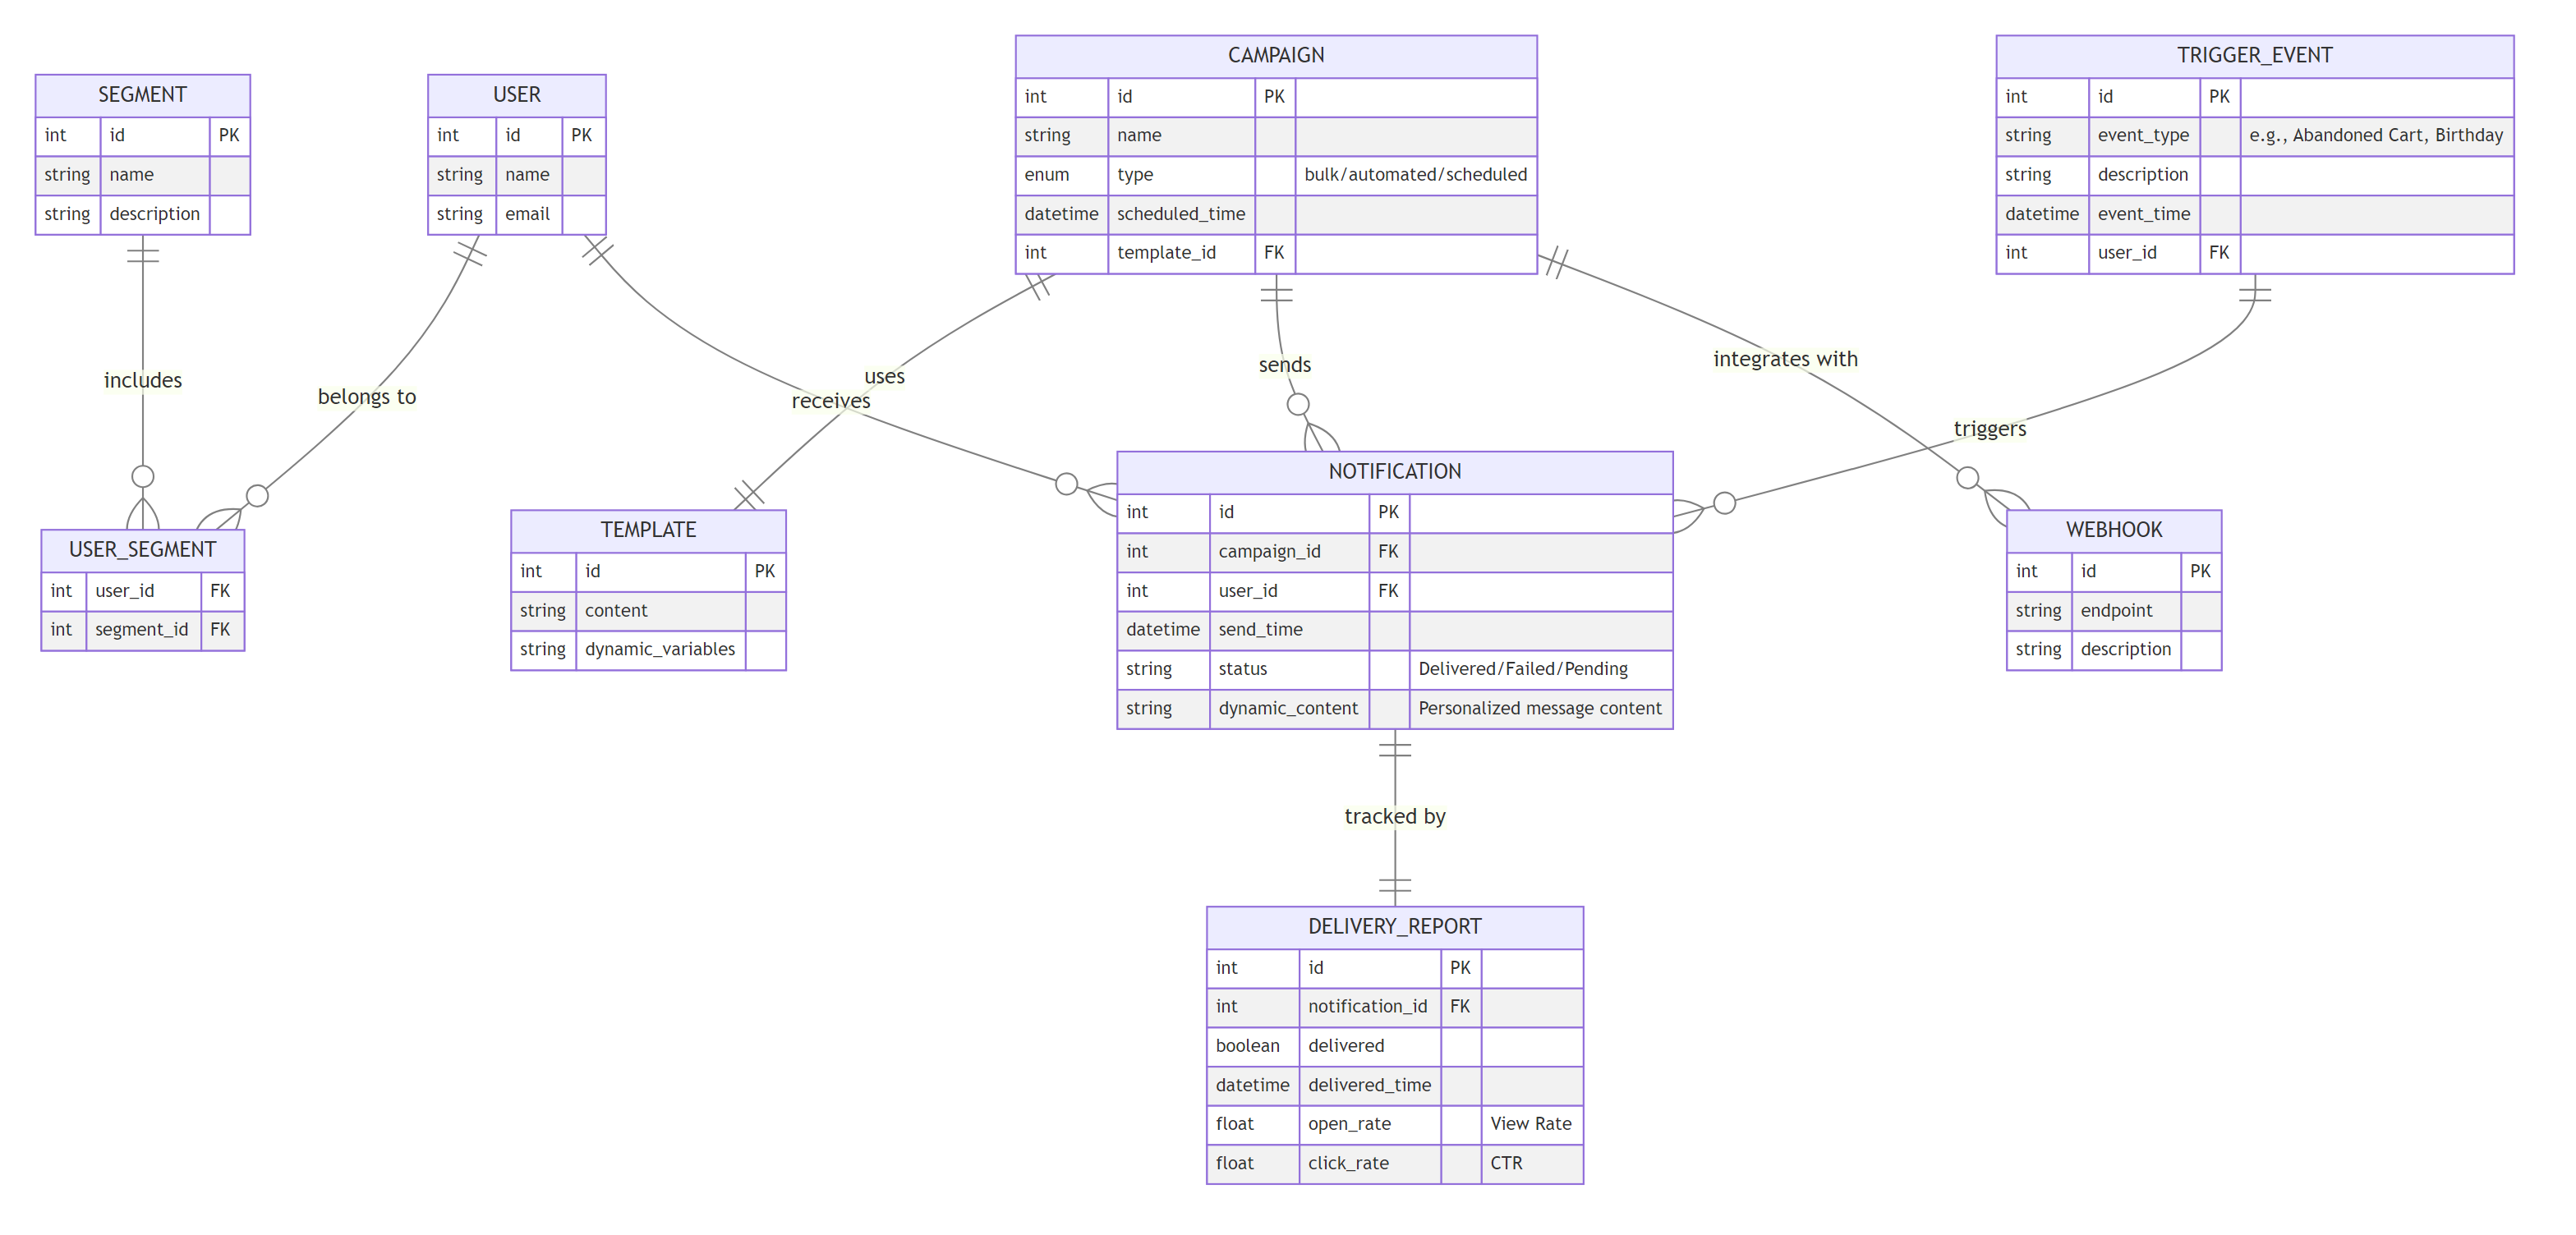 SEGMENT
int id PK
string name
string description
USER
int id PK
string name
string email
CAMPAIGN
int id PK
string name
enum type bulk/automated/scheduled
datetime scheduled_time
int template_id FK
TRIGGER_EVENT
int id PK
string event_type e.g., Abandoned Cart, Birthday
string description
datetime event_time
int user_id FK
includes
belongs to
receives
uses
sends
integrates with
triggers
USER_SEGMENT
int user_id FK
int segment_id FK
TEMPLATE
int id PK
string content
string dynamic_variables
NOTIFICATION
int id PK
int campaign_id FK
int user_id FK
datetime send_time
string status Delivered/Failed/Pending
string dynamic_content Personalized message content
WEBHOOK
int id PK
string endpoint
string description
tracked by
DELIVERY_REPORT
int id PK
int notification_id FK
boolean delivered
datetime delivered_time
float open_rate View Rate
float click_rate CTR